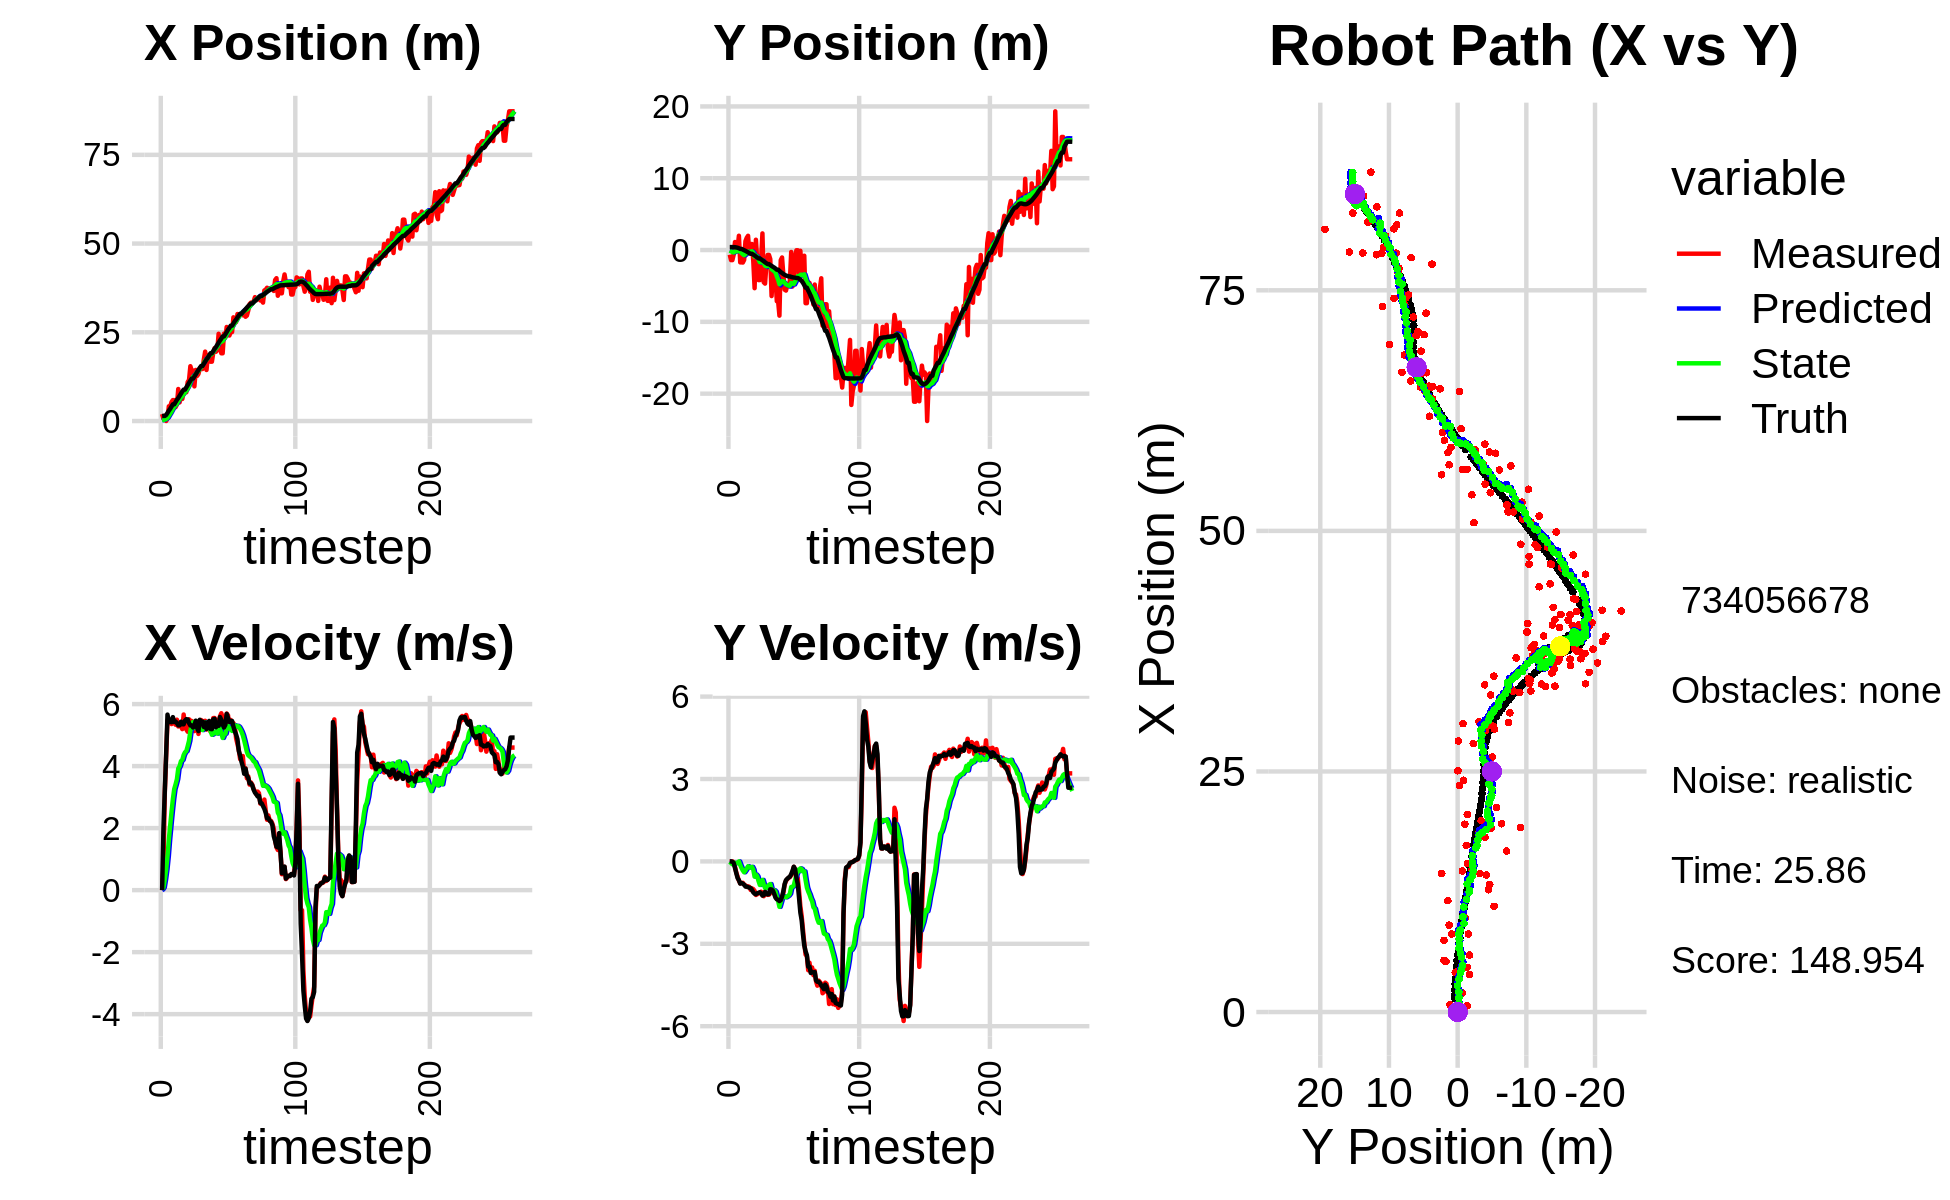 X Position (m)
75
50
25
0
0
100
200
timestep
Y Position (m)
20
10
0
-10
-20
0
100
200
timestep
X Velocity (m/s)
6
4
2
0
-2
-4
0
100
200
timestep
Y Velocity (m/s)
6
3
0
-3
-6
0
100
200
timestep
Robot Path (X vs Y)
X Position (m)
75
50
25
0
20 10 0 -10 -20
Y Position (m)
variable
Measured
Predicted
State
Truth
734056678
Obstacles: none
Noise: realistic
Time: 25.86
Score: 148.954